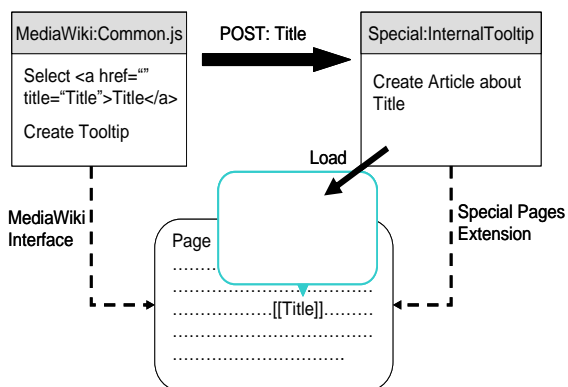 MediaWiki:Common.js
POST: Title
Special:InternalTooltip
Select <a href=“”
title=“Title”>Title</a>
Create Tooltip
Create Article about
Title
Load
MediaWiki
Interface
Special Pages
Extension
Page
[[Title]]